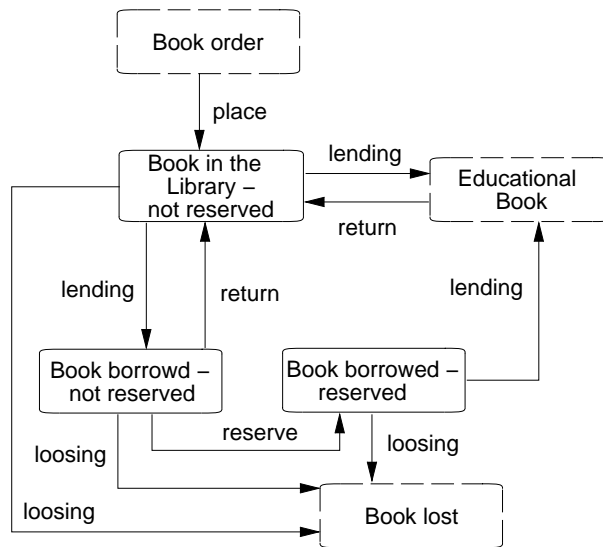 Book order
place
Book in the
Library –
not reserved
lending
Educational
Book
return
lending
return
lending
Book borrowd –
not reserved
Book borrowed –
reserved
reserve
loosing
loosing
loosing
Book lost